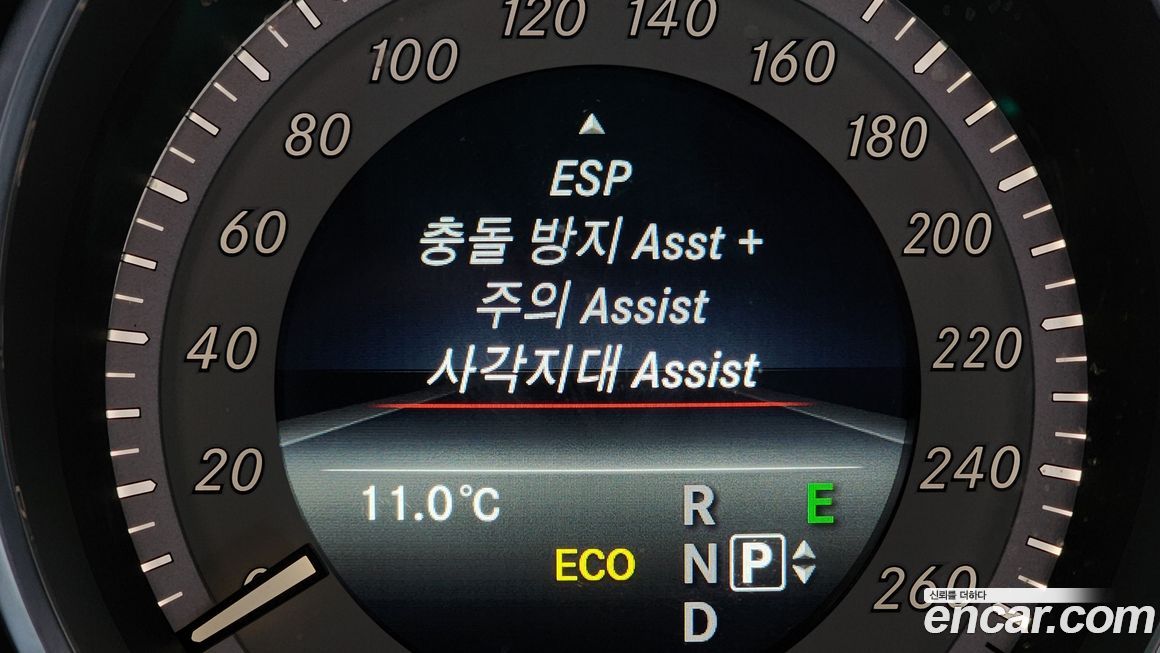 120 140
100 160
80 180
60 200
40 220
20 240
0 260
ESP
충돌 방지 Asst +
주의 Assist
사각지대 Assist
11.0°C
R E
ECO N P
D
신뢰를 더하다
encar.com